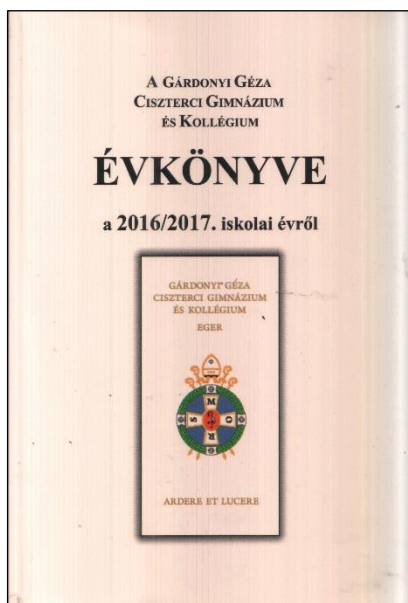 A GÁRDONYI GÉZA
CISZTERCI GIMNÁZIUM
ÉS KOLLÉGIUM
ÉVKÖNYVE
a 2016/2017. iskolai évről
GÁRDONYI GÉZA
CISZTERCI GIMNÁZIUM
ÉS KOLLÉGIUM
EGER
M
S O
R
ARDERE ET LUCERE